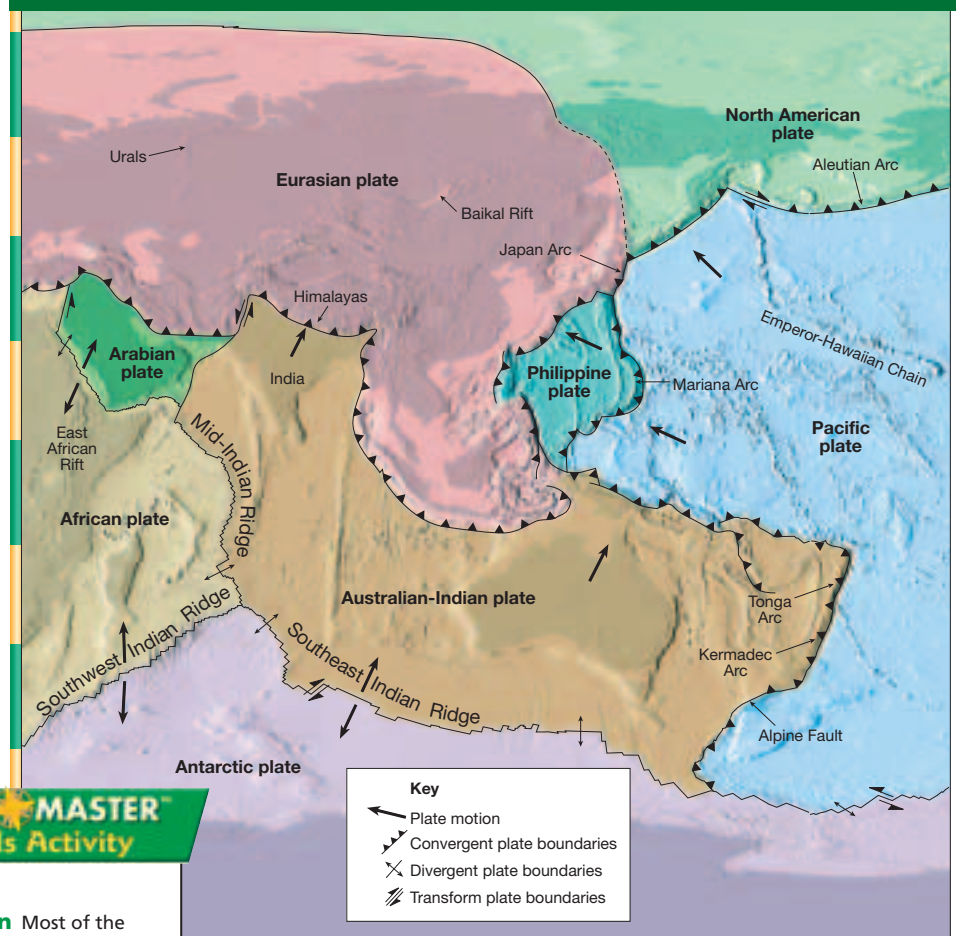 North American
plate
Aleutian Arc
Urals
Eurasian plate
Baikal Rift
Japan Arc
Himalayas
Emperor-Hawaiian Chain
Arabian
plate
India
Philippine
plate
Mariana Arc
Pacific
plate
East
African
Rift
Mid-Indian Ridge
African plate
Australian-Indian plate
Tonga
Arc
Kermadec
Arc
Southwest Indian Ridge
Southeast Indian Ridge
Alpine Fault
Antarctic plate
Key
Plate motion
Convergent plate boundaries
Divergent plate boundaries
Transform plate boundaries
MASTER™
Activity
Most of the